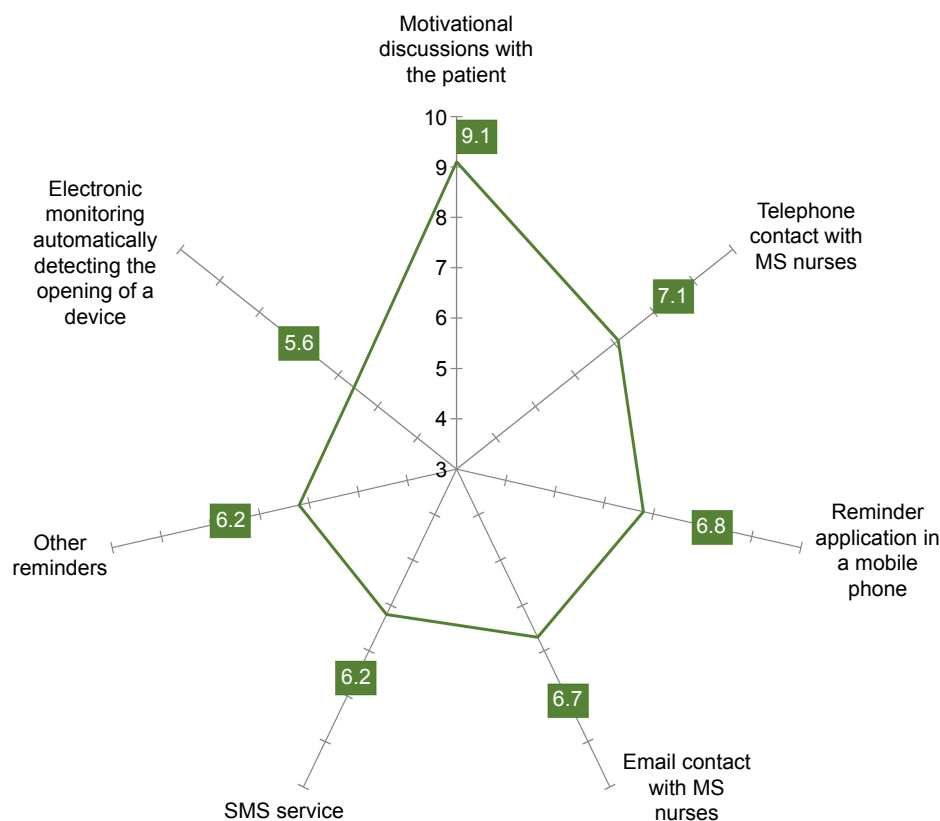 Motivational
discussions with
the patient
10
9.1
9
8
7
6
5
4
3
Telephone
contact with
MS nurses
7.1
Reminder
application in
a mobile
phone
6.8
Email contact
with MS
nurses
6.7
SMS service
6.2
Other
reminders
6.2
Electronic
monitoring
automatically
detecting the
opening of a
device
5.6